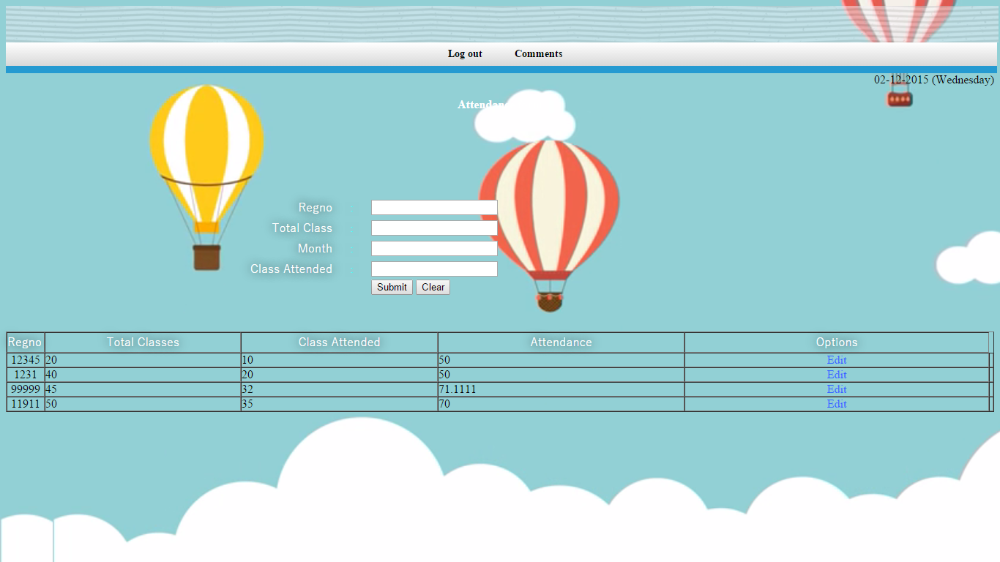 Log out Comments
02-12-2015 (Wednesday)
Regno :
Total Class :
Month :
Class Attended :
Submit Clear
Regno Total Classes Class Attended Attendance Options
12345 20 10 50 Edit
1231 40 20 50 Edit
99999 45 32 71.1111 Edit
11911 50 35 70 Edit